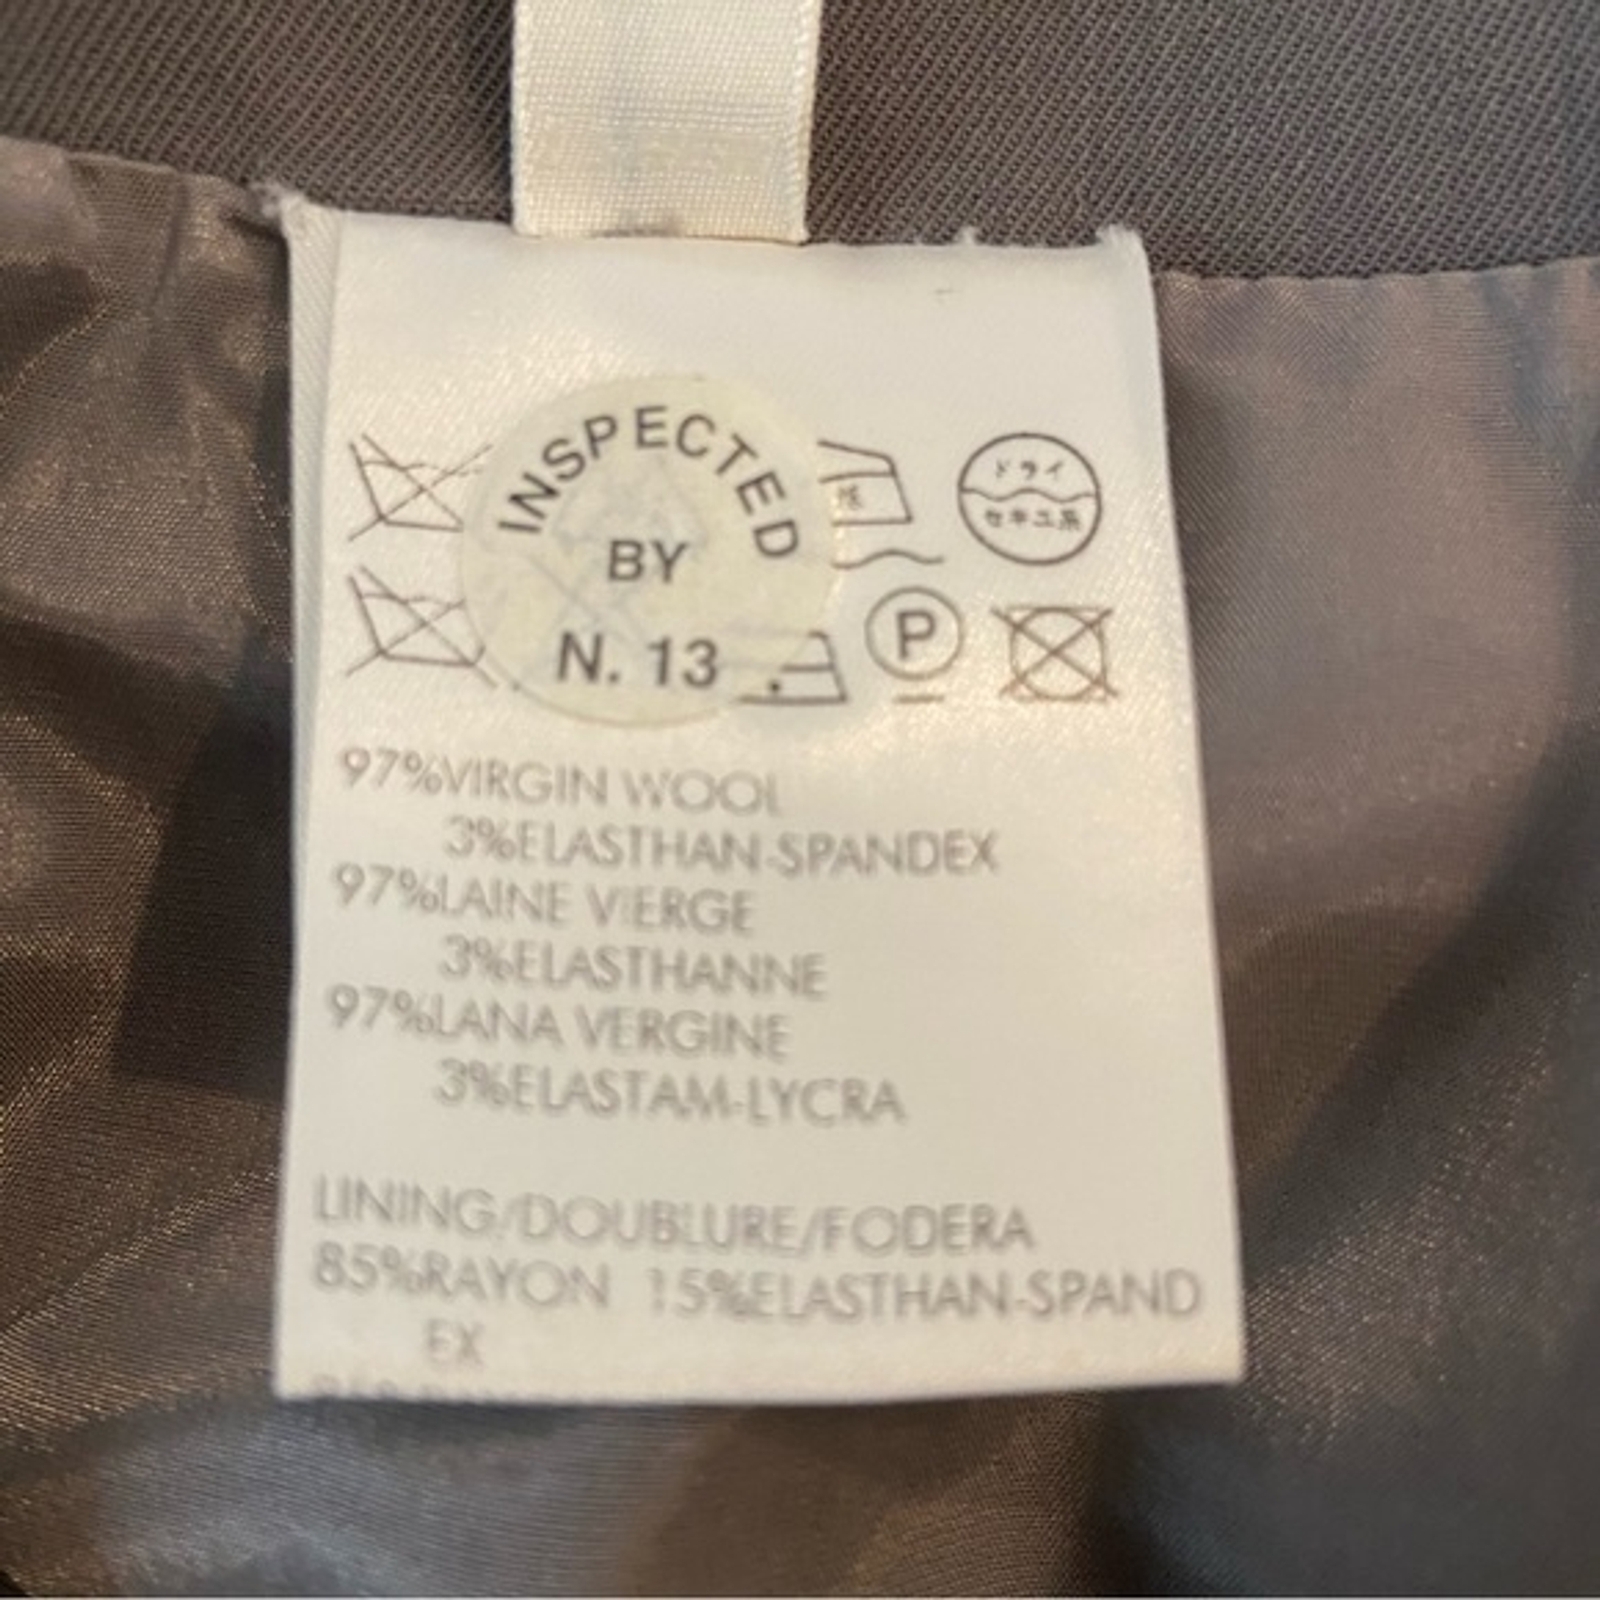 INSPECTED
BY
N. 13
ドライ
セキユ系
P
97%VIRGIN WOOL
3%ELASTHAN-SPANDEX
97%LAINE VIERGE
3%ELASTHANNE
97%LANA VERGINE
3%ELASTAM-LYCRA
LINING/DOUBLURE/FODERA
85%RAYON 15%ELASTHAN-SPAND
EX